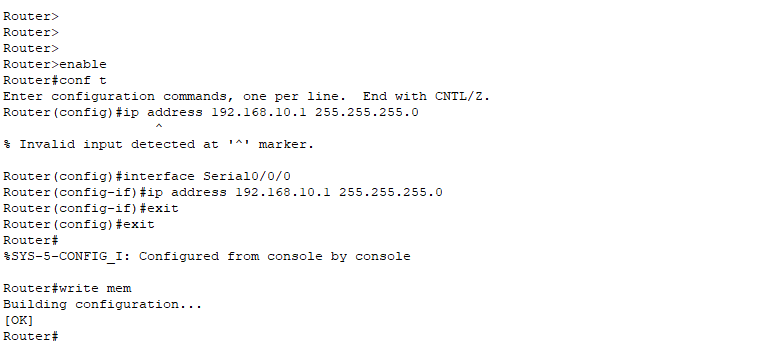 Router>
Router>
Router>
Router>enable
Router#conf t
Enter configuration commands, one per line.  End with CNTL/Z.
Router(config)#ip address 192.168.10.1 255.255.255.0
^
% Invalid input detected at '^' marker.
Router(config)#interface Serial0/0/0
Router(config-if)#ip address 192.168.10.1 255.255.255.0
Router(config-if)#exit
Router(config)#exit
Router#
%SYS-5-CONFIG_I: Configured from console by console
Router#write mem
Building configuration...
[OK]
Router#